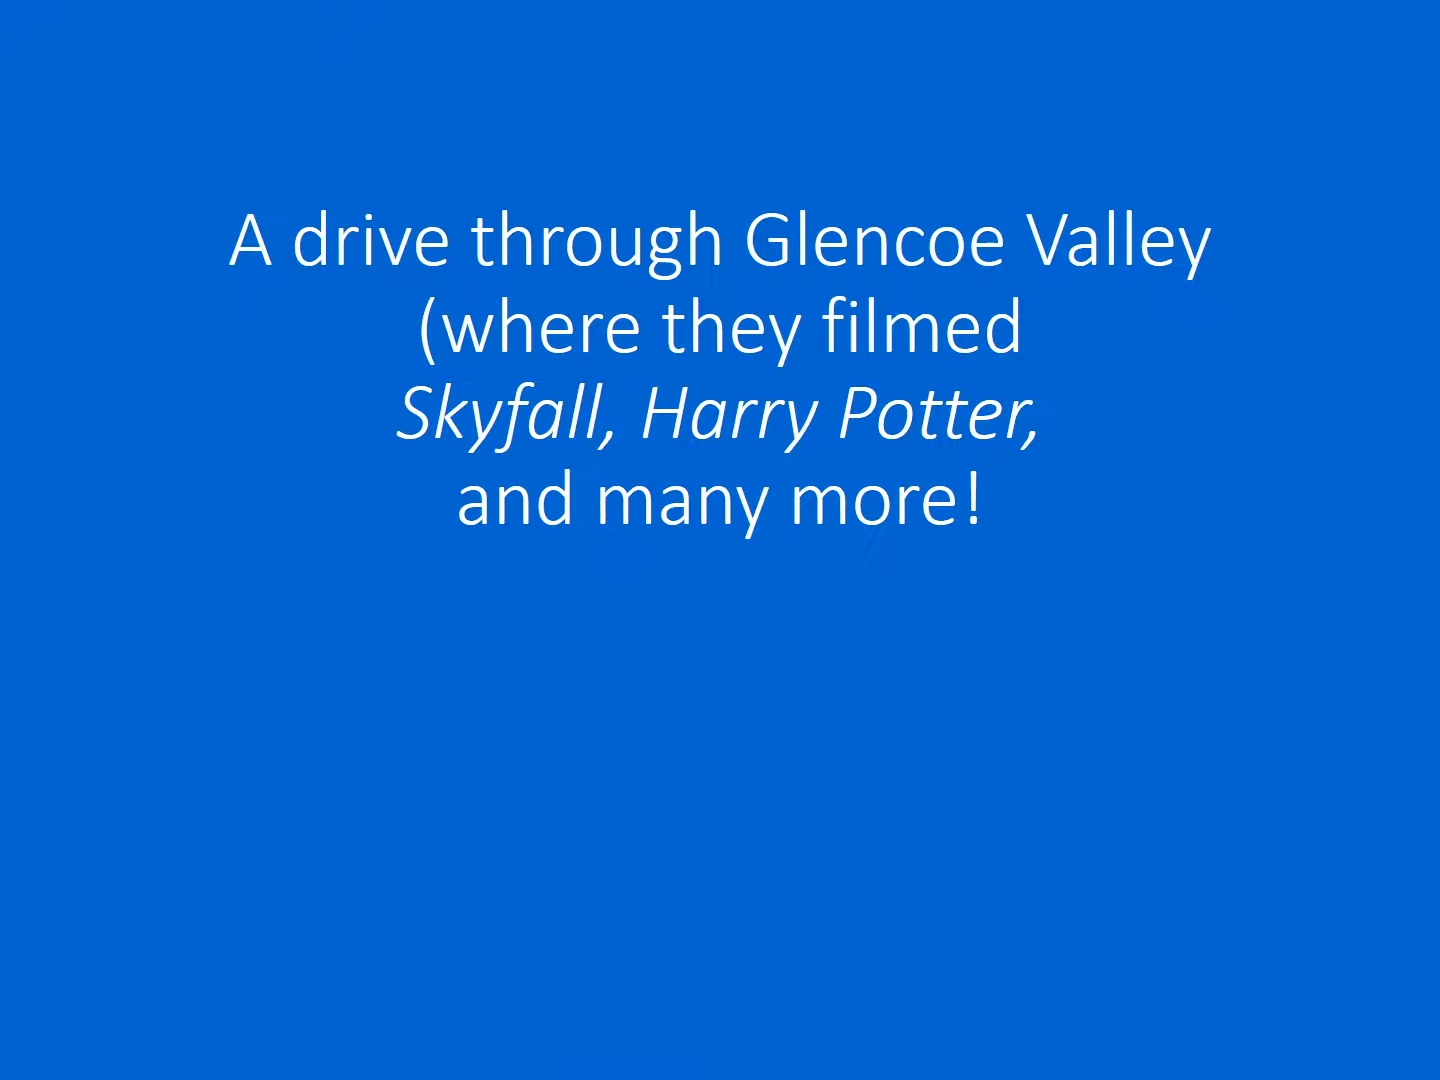 A drive through Glencoe Valley
(where they filmed
Skyfall, Harry Potter,
and many more!